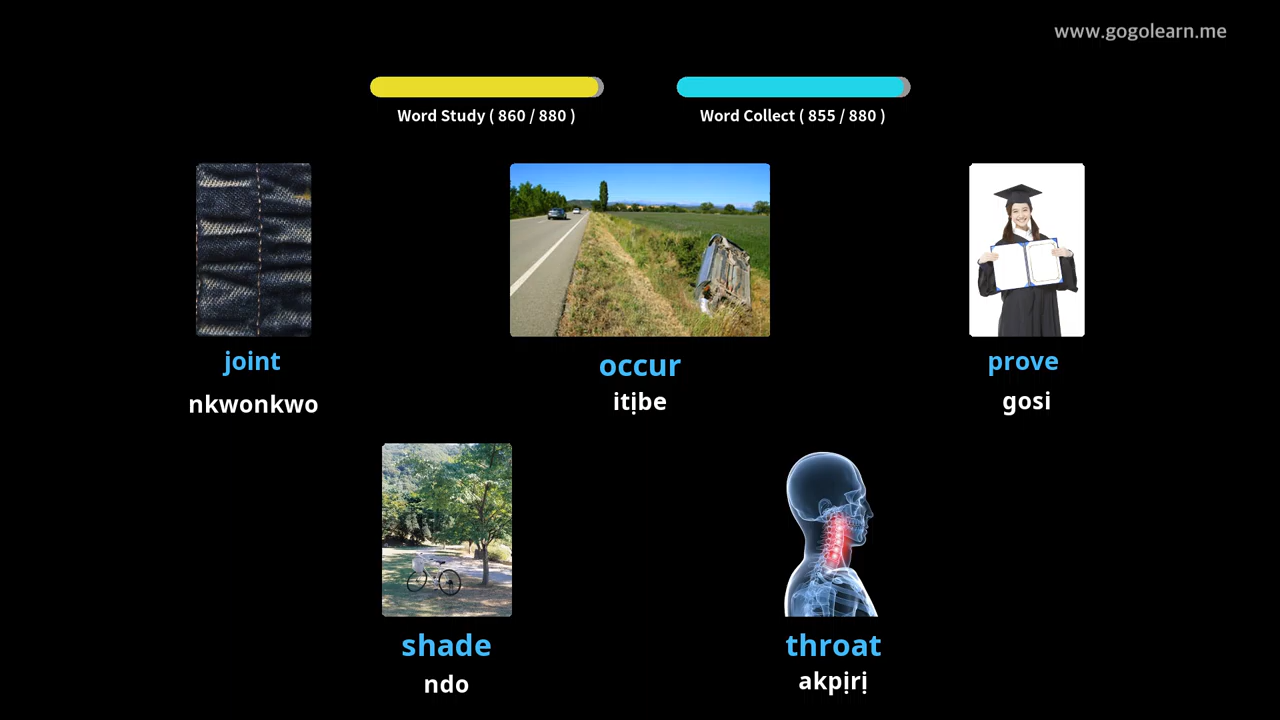 www.gogolearn.me
Word Study ( 860 / 880 )
Word Collect ( 855 / 880 )
joint
nkwonkwo
occur
itịbe
prove
gosi
shade
ndo
throat
akpịrị